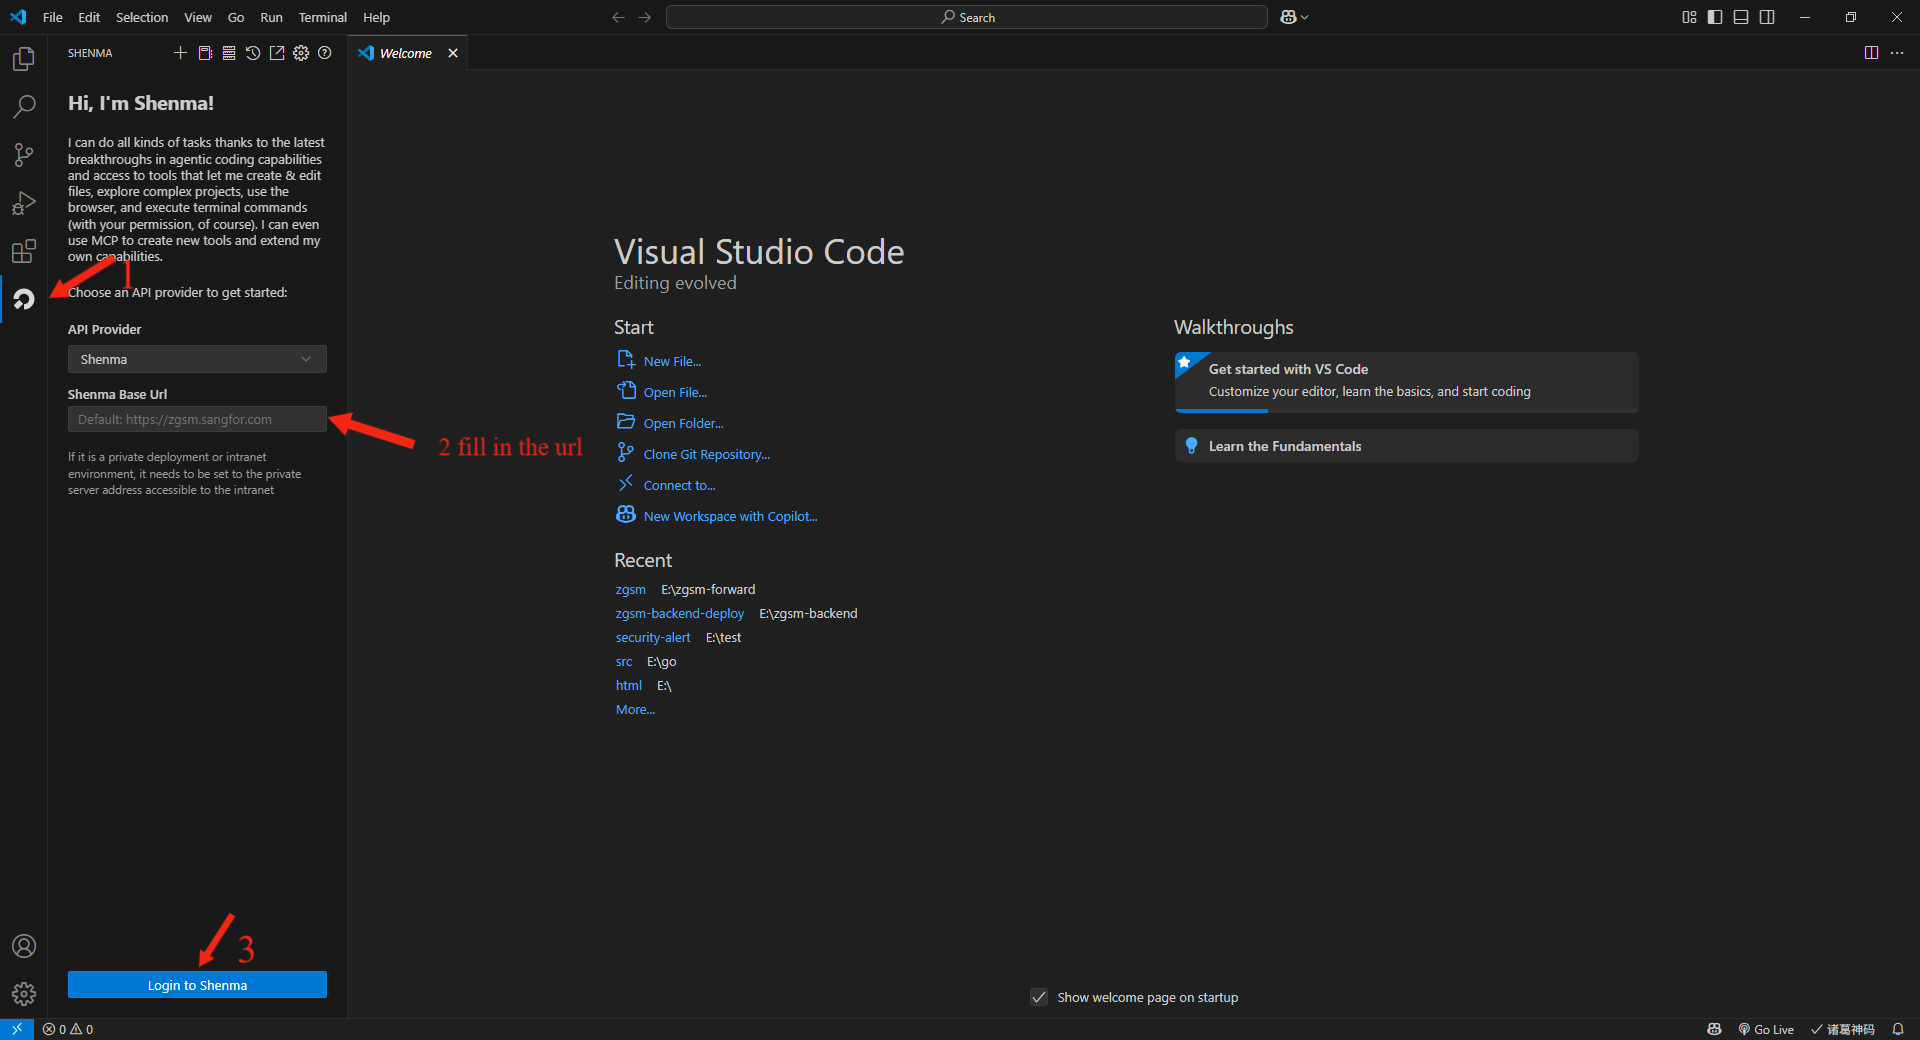 File Edit Selection View Go Run Terminal Help
Search
SHENMA
Welcome
Hi, I'm Shenma!
I can do all kinds of tasks thanks to the latest
breakthroughs in agentic coding capabilities
and access to tools that let me create & edit
files, explore complex projects, use the
browser, and execute terminal commands
(with your permission, of course). I can even
use MCP to create new tools and extend my
own capabilities.
1
Choose an API provider to get started:
API Provider
Shenma
Shenma Base Url
Default: https://zgsm.sangfor.com
2 fill in the url
If it is a private deployment or intranet
environment, it needs to be set to the private
server address accessible to the intranet
3
Login to Shenma
Visual Studio Code
Editing evolved
Start
New File...
Open File...
Open Folder...
Clone Git Repository...
Connect to...
New Workspace with Copilot...
Recent
zgsm E:\zgsm-forward
zgsm-backend-deploy E:\zgsm-backend
security-alert E:\test
src E:\go
html E:\
More...
Walkthroughs
Get started with VS Code
Customize your editor, learn the basics, and start coding
Learn the Fundamentals
Show welcome page on startup
0 0
Go Live 诸葛神码